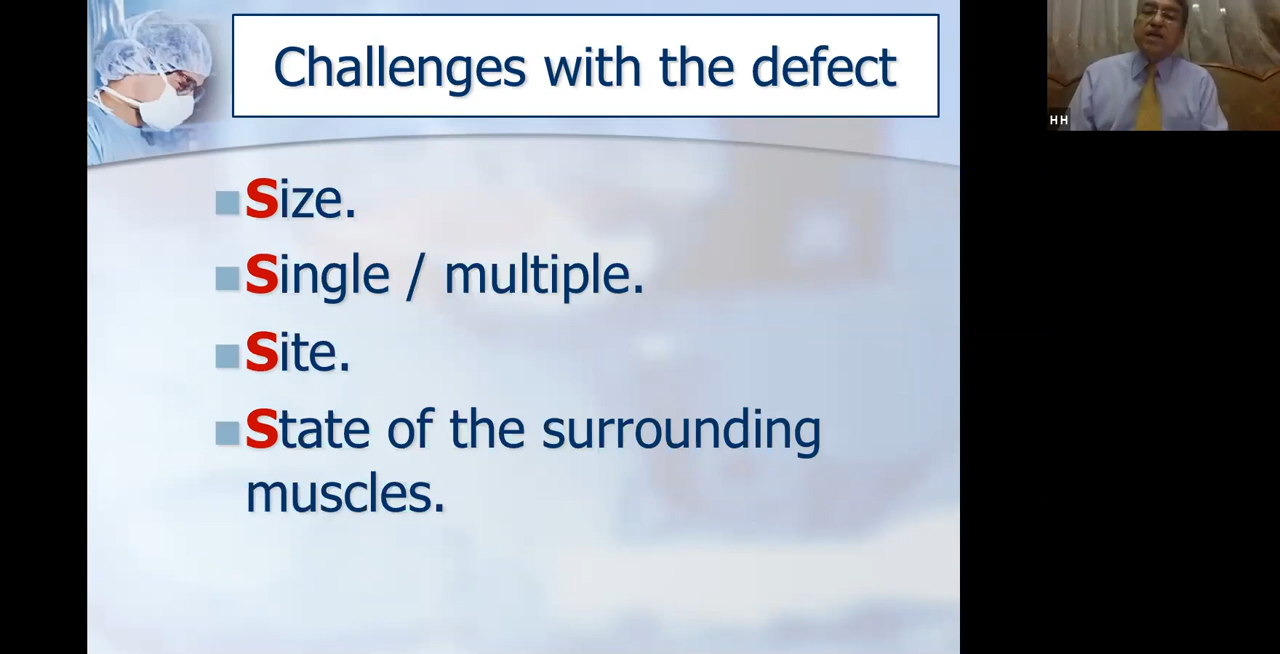 Challenges with the defect
Size.
Single / multiple.
Site.
State of the surrounding
muscles.
HH